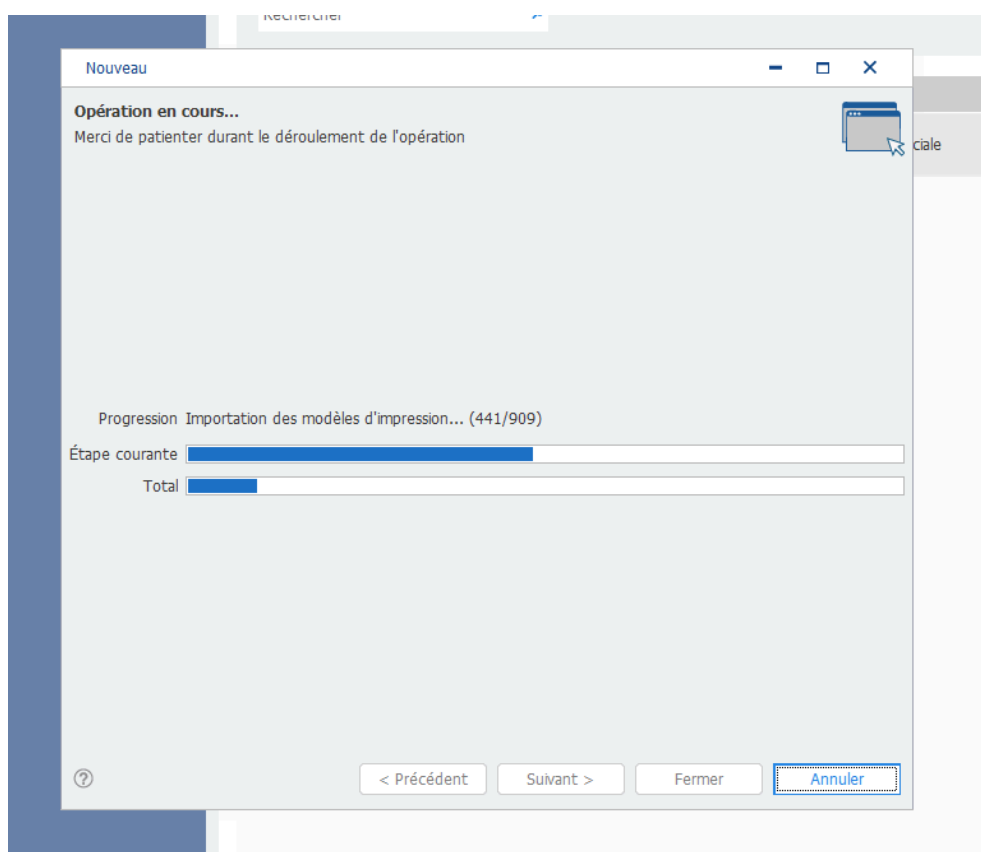 Rechercher
Nouveau
Opération en cours...
Merci de patienter durant le déroulement de l'opération
ciale
Progression Importation des modèles d'impression... (441/909)
Étape courante
Total
? < Précédent Suivant > Fermer Annuler